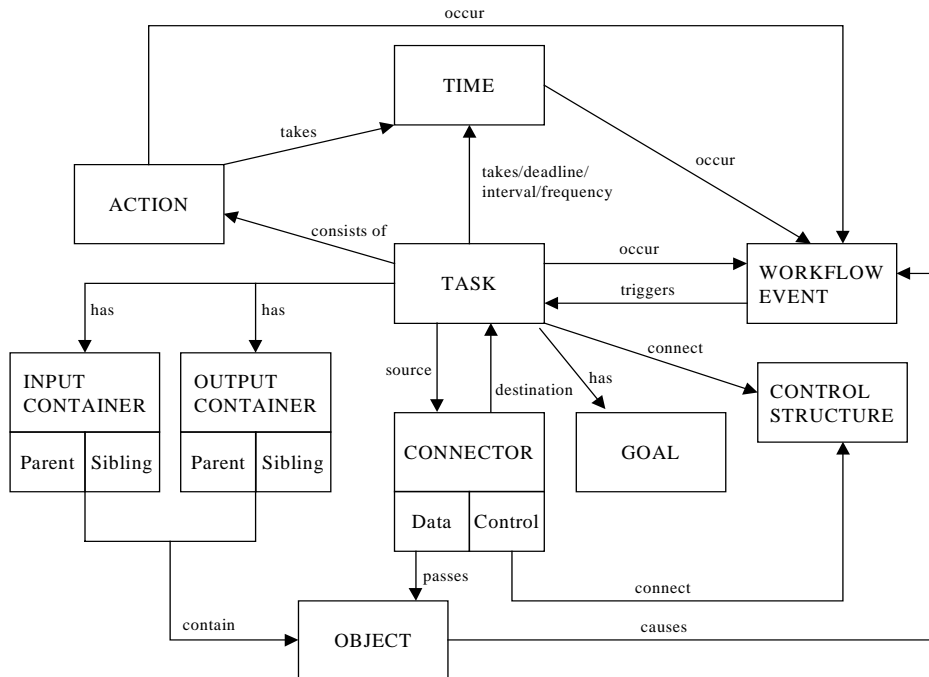 occur
TIME
takes
occur
takes/deadline/
interval/frequency
ACTION
consists of
occur
TASK
WORKFLOW
EVENT
triggers
has
has
connect
source
destination
has
INPUT
CONTAINER
OUTPUT
CONTAINER
CONTROL
STRUCTURE
CONNECTOR
GOAL
Parent
Sibling
Parent
Sibling
Data
Control
passes
connect
contain
OBJECT
causes